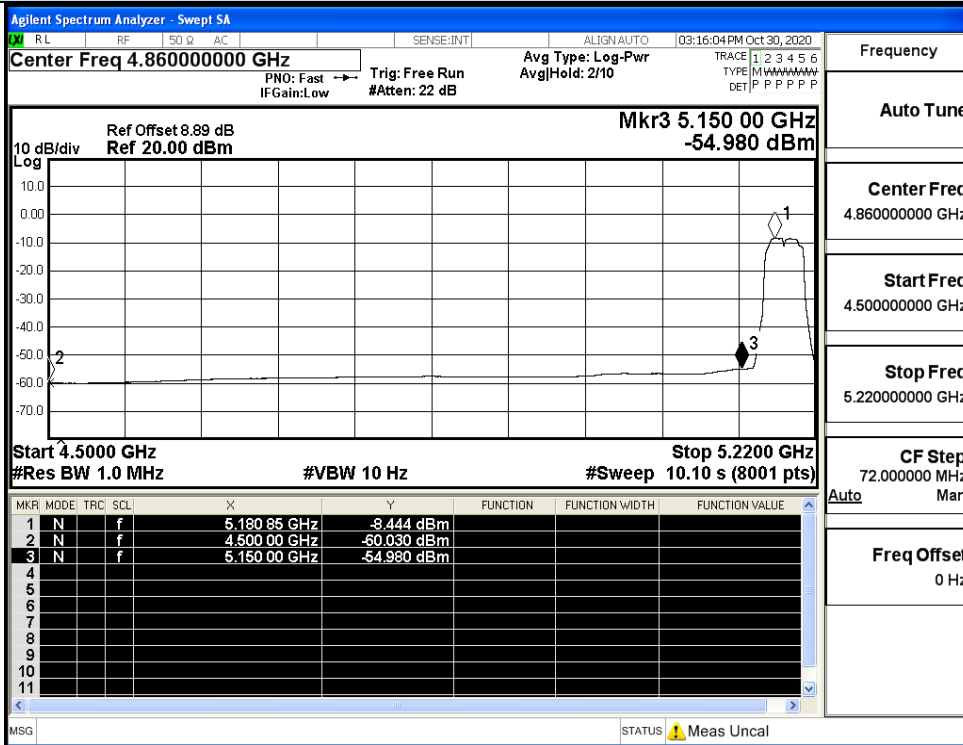 Agilent Spectrum Analyzer - Swept SA
LXI RL RF 50 Ω AC SENSE:INT ALIGN AUTO 03:16:04 PM Oct 30, 2020
Center Freq 4.860000000 GHz
PNO: Fast
IFGain:Low
Trig: Free Run
#Atten: 22 dB
Avg Type: Log-Pwr
Avg|Hold: 2/10
TRACE 1 2 3 4 5 6
TYPE M WWWWW
DET P P P P P P
Mkr3 5.150 00 GHz
-54.980 dBm
Ref Offset 8.89 dB
10 dB/div Ref 20.00 dBm
Log
10.0
0.00
-10.0
-20.0
-30.0
-40.0
-50.0
-60.0
-70.0
1
2
3
Start 4.5000 GHz Stop 5.2200 GHz
#Res BW 1.0 MHz #VBW 10 Hz #Sweep 10.10 s (8001 pts)
MKR MODE TRC SCL X Y FUNCTION FUNCTION WIDTH FUNCTION VALUE
1 N f 5.180 85 GHz -8.444 dBm
2 N f 4.500 00 GHz -60.030 dBm
3 N f 5.150 00 GHz -54.980 dBm
4
5
6
7
8
9
10
11
MSG STATUS Meas Uncal
Frequency
Auto Tune
Center Freq
4.860000000 GHz
Start Freq
4.500000000 GHz
Stop Freq
5.220000000 GHz
CF Step
72.000000 MHz
Auto Man
Freq Offset
0 Hz